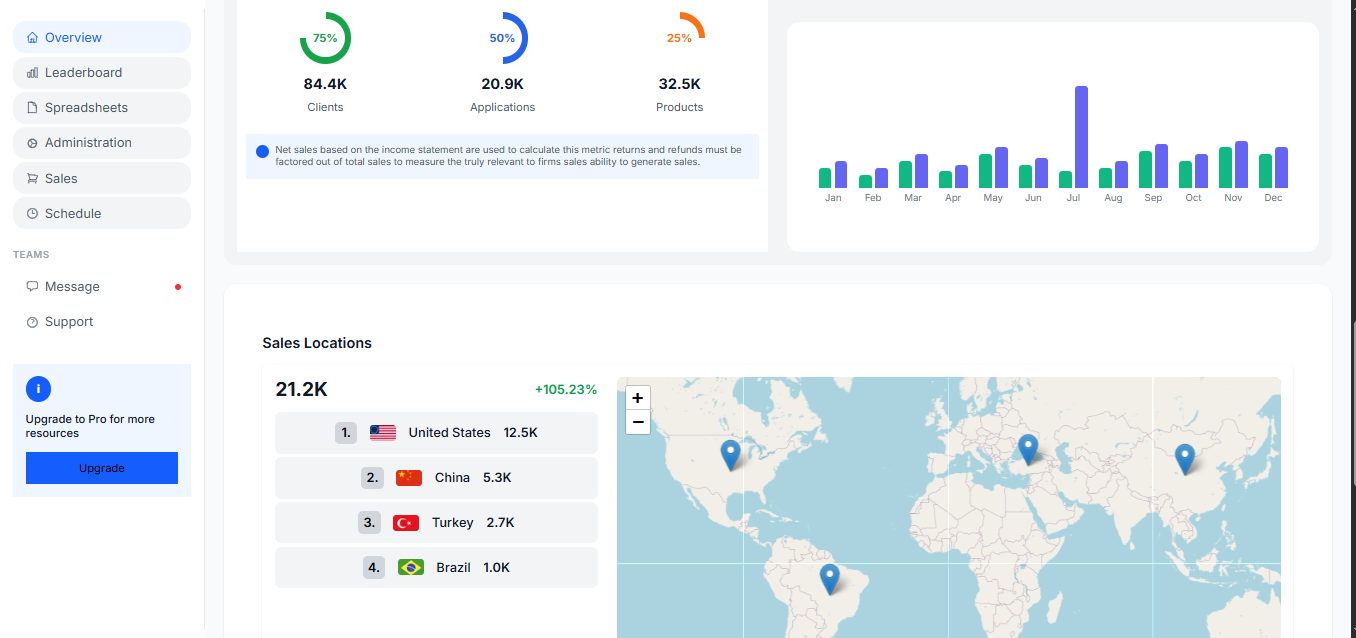 Overview
Leaderboard
Spreadsheets
Administration
Sales
Schedule
TEAMS
Message
Support
i
Upgrade to Pro for more
resources
Upgrade
75%
50%
25%
84.4K
20.9K
32.5K
Clients
Applications
Products
Net sales based on the income statement are used to calculate this metric returns and refunds must be
factored out of total sales to measure the truly relevant to firms sales ability to generate sales.
Jan Feb Mar Apr May Jun Jul Aug Sep Oct Nov Dec
Sales Locations
21.2K +105.23%
1. United States 12.5K
2. China 5.3K
3. Turkey 2.7K
4. Brazil 1.0K
+
−